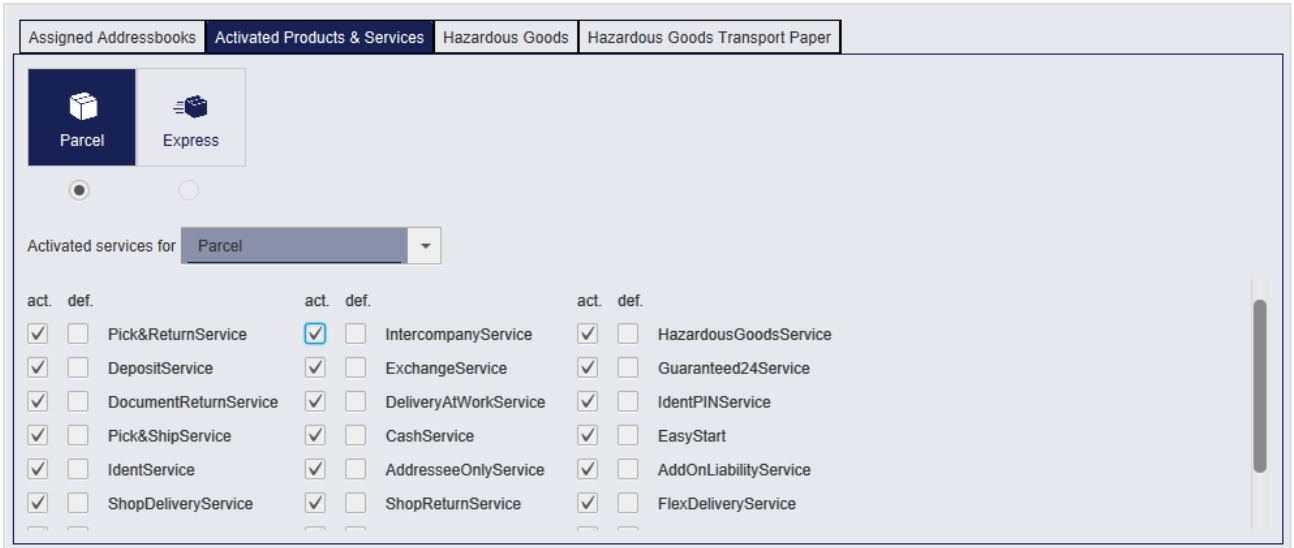 Assigned Addressbooks Activated Products & Services Hazardous Goods Hazardous Goods Transport Paper
Parcel Express
Activated services for Parcel
act. def. act. def. act. def.
Pick&ReturnService IntercompanyService HazardousGoodsService
DepositService ExchangeService Guaranteed24Service
DocumentReturnService DeliveryAtWorkService IdentPINService
Pick&ShipService CashService EasyStart
IdentService AddresseeOnlyService AddOnLiabilityService
ShopDeliveryService ShopReturnService FlexDeliveryService